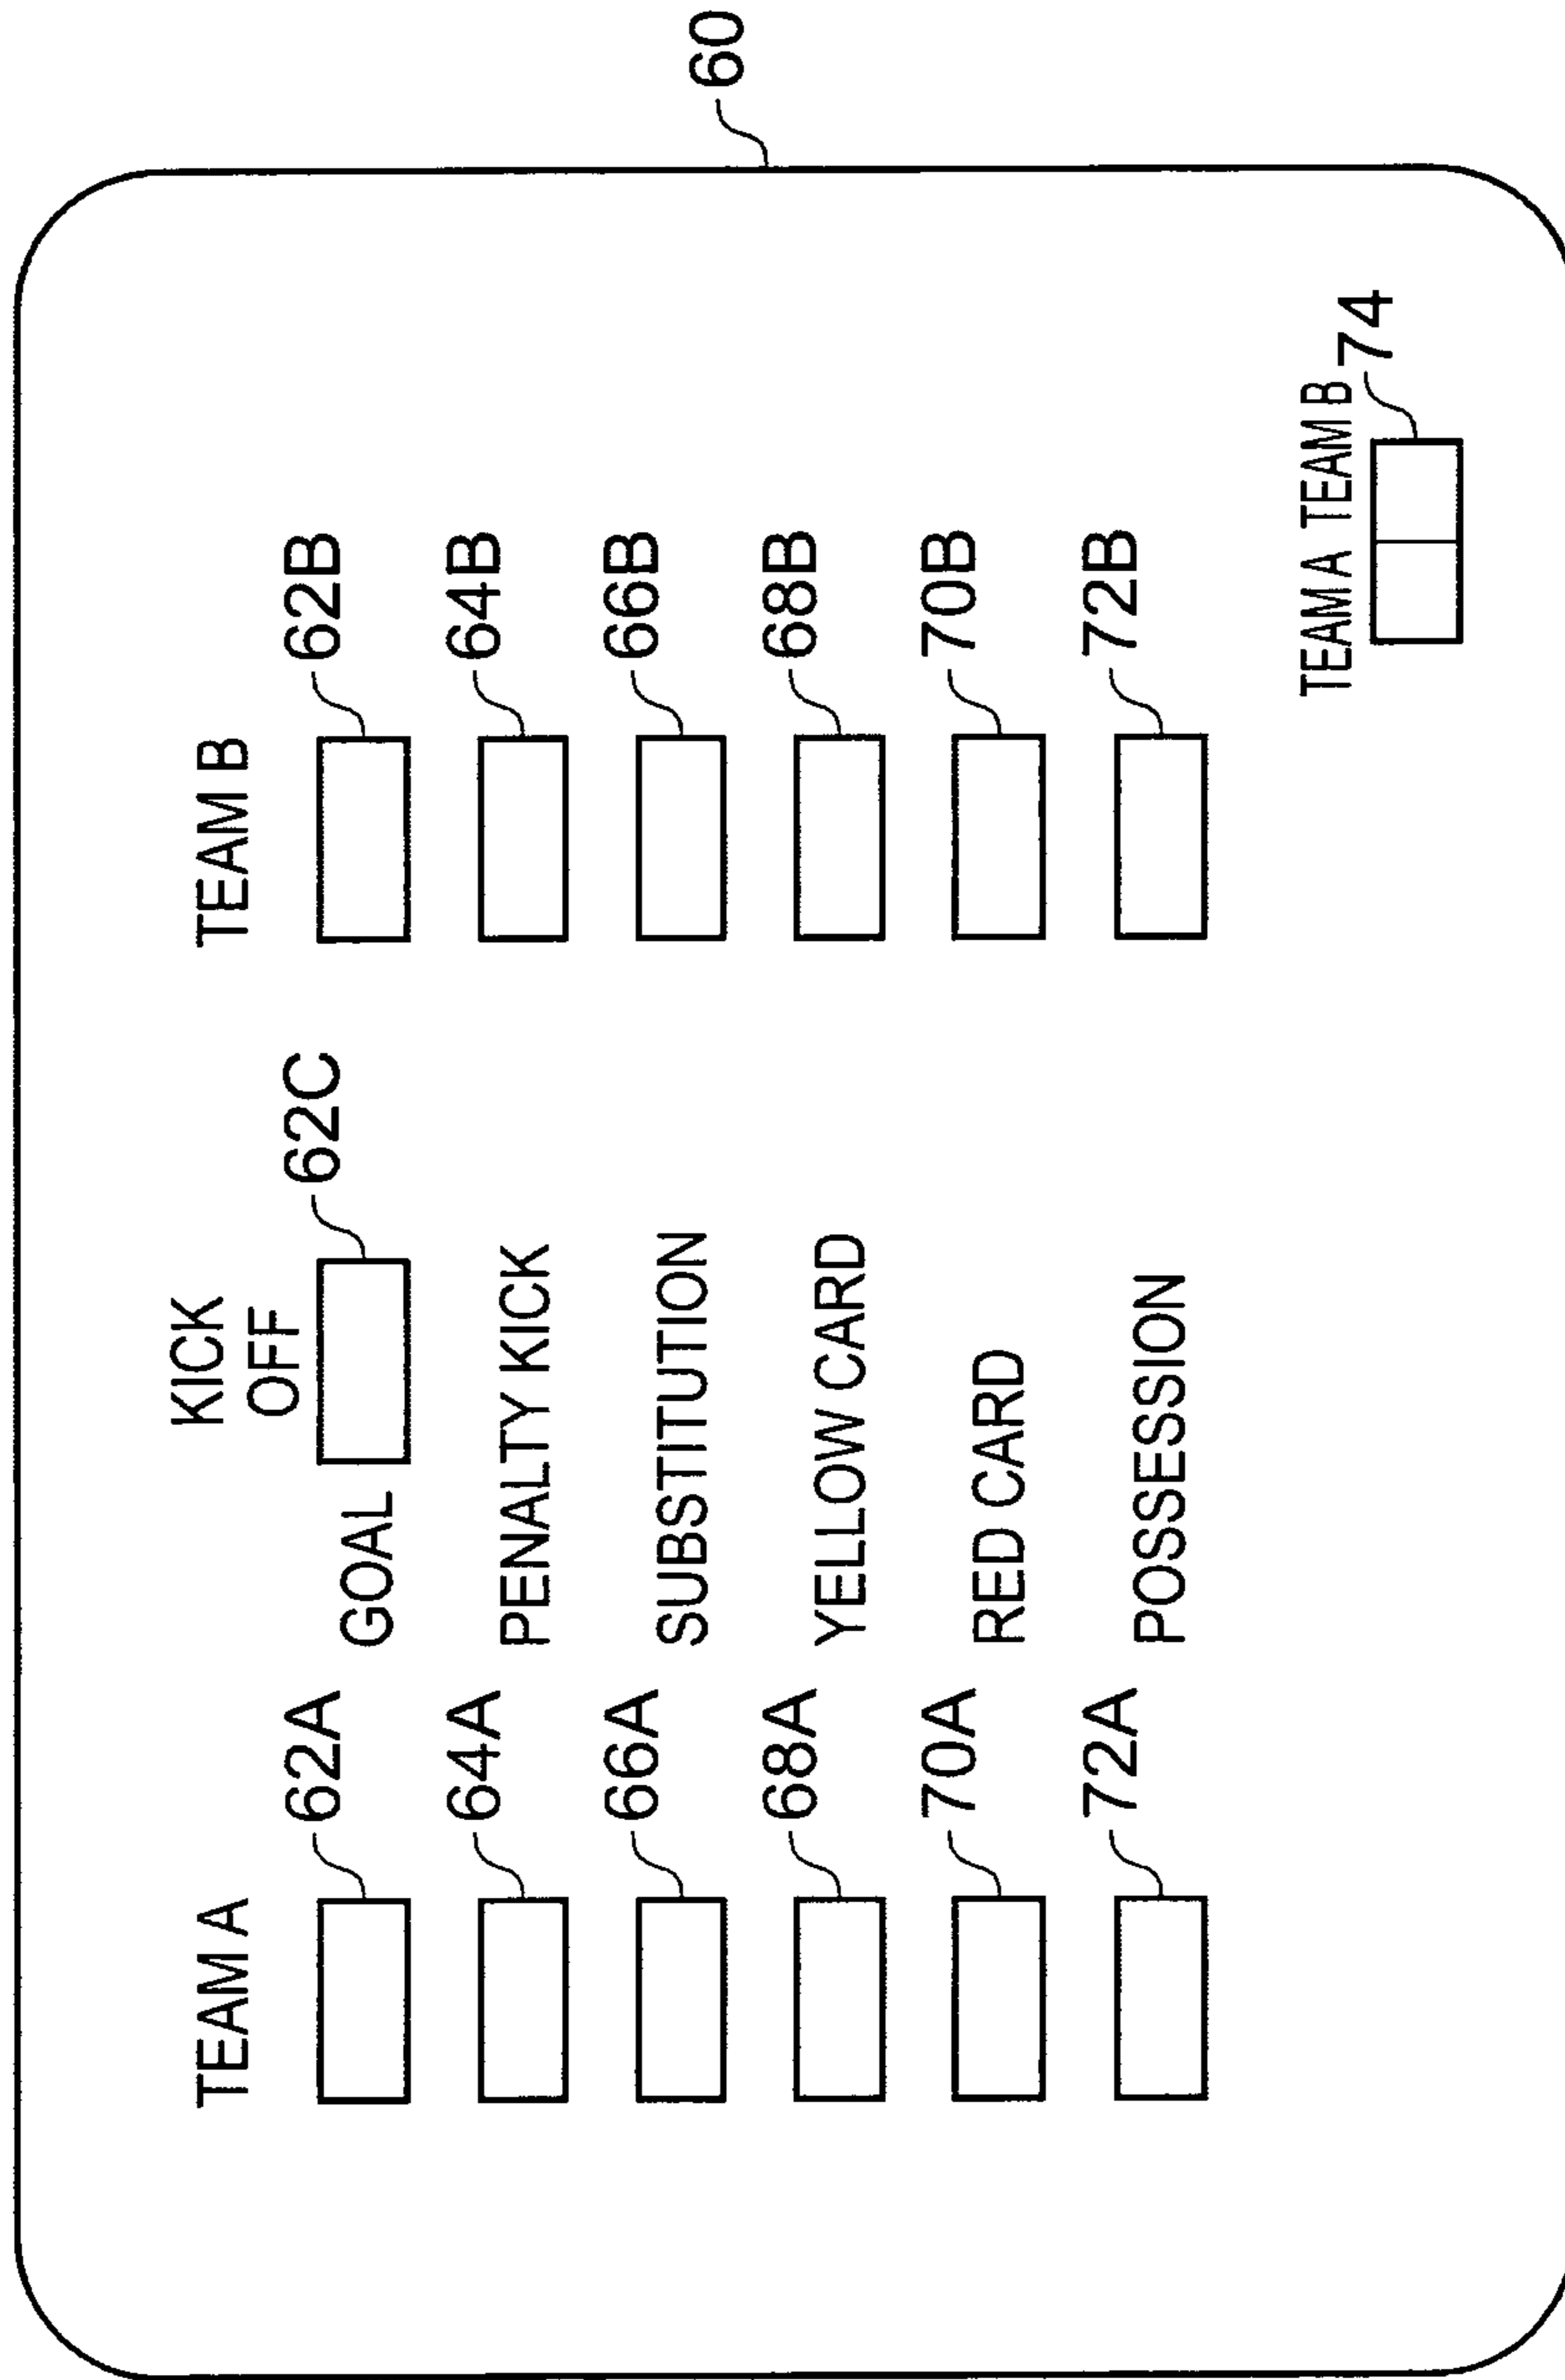 60
KICK
OFF
TEAM A
TEAM B
62A
GOAL
62C
62B
64A
PENALTY KICK
64B
66A
SUBSTITUTION
66B
68A
YELLOW CARD
68B
70A
RED CARD
70B
72A
POSSESSION
72B
TEAM A TEAM B
74